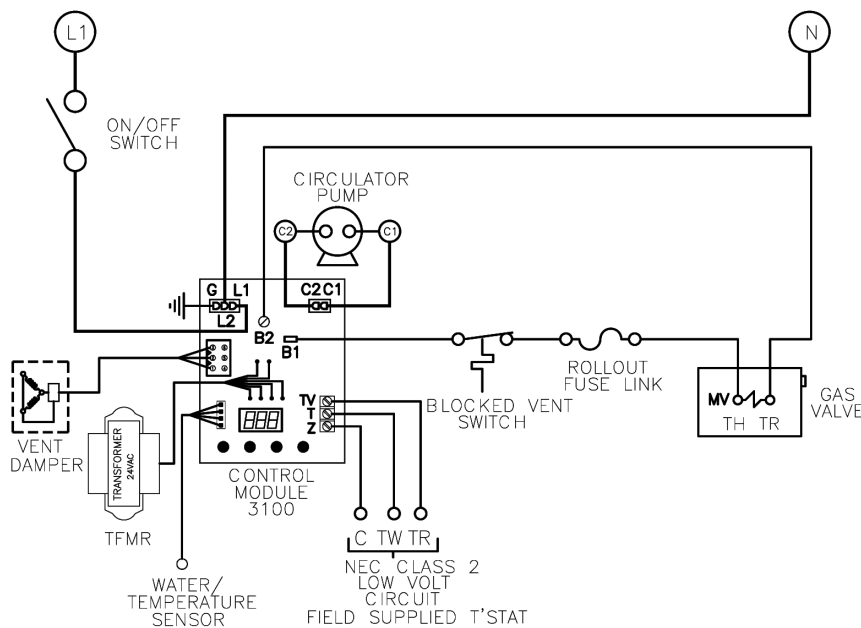 L1
N
ON/OFF
SWITCH
CIRCULATOR
PUMP
C2
C1
G L1
C2 C1
L2
B2
B1
BLOCKED VENT
SWITCH
ROLLOUT
FUSE LINK
MV
TH TR
GAS
VALVE
VENT
DAMPER
TRANSFORMER
24VAC
TFMR
TV
T
Z
CONTROL
MODULE
3100
WATER/
TEMPERATURE
SENSOR
C TW TR
NEC CLASS 2
LOW VOLT
CIRCUIT
FIELD SUPPLIED T'STAT